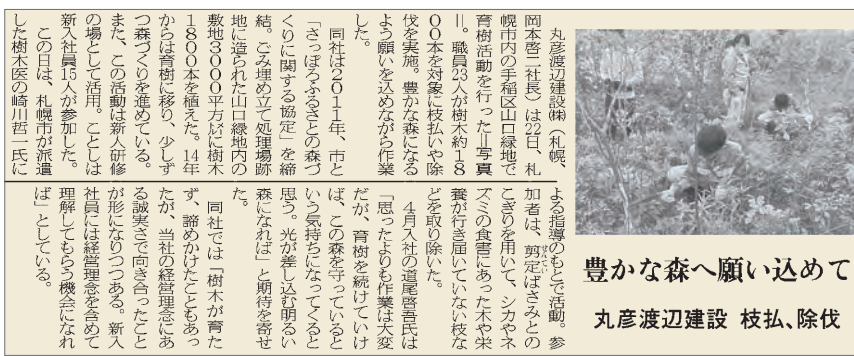 豊かな森へ願い込めて
丸彦渡辺建設 枝払、除伐
丸彦渡辺建設㈱(札幌、
岡本啓二社長)は22日、札
幌市内の手稲区山口緑地で
育樹活動を行った=写真
=。職員23人が樹木約18
00本を対象に枝払いや除
伐を実施。豊かな森になる
よう願いを込めながら作業
した。
同社は2011年、市と
「さっぽろふるさとの森づ
くりに関する協定」を締
結。ごみ埋め立て処理場跡
地に造られた山口緑地内の
敷地3000平方㍍に樹木
1800本を植えた。14年
からは育樹に移り、少しず
つ森づくりを進めている。
また、この活動は新人研修
の場として活用。ことしは
新入社員15人が参加した。
この日は、札幌市が派遣
した樹木医の崎川哲一氏に
よる指導のもとで活動。参
加者は、剪定ばさみとの
こぎりを用いて、シカやネ
ズミの食害にあった木や栄
養が行き届いていない枝な
どを取り除いた。
4月入社の道尾啓吾氏は
「思ったよりも作業は大変
だが、育樹を続けていけ
ば、この森を守っていると
いう気持ちになってくると
思う。光が差し込む明るい
森になれば」と期待を寄せ
た。
同社では「樹木が育た
ず、諦めかけたこともあっ
たが、当社の経営理念にあ
る誠実さで向き合ったこと
が形になりつつある。新入
社員には経営理念を含めて
理解してもらう機会になれ
ば」としている。